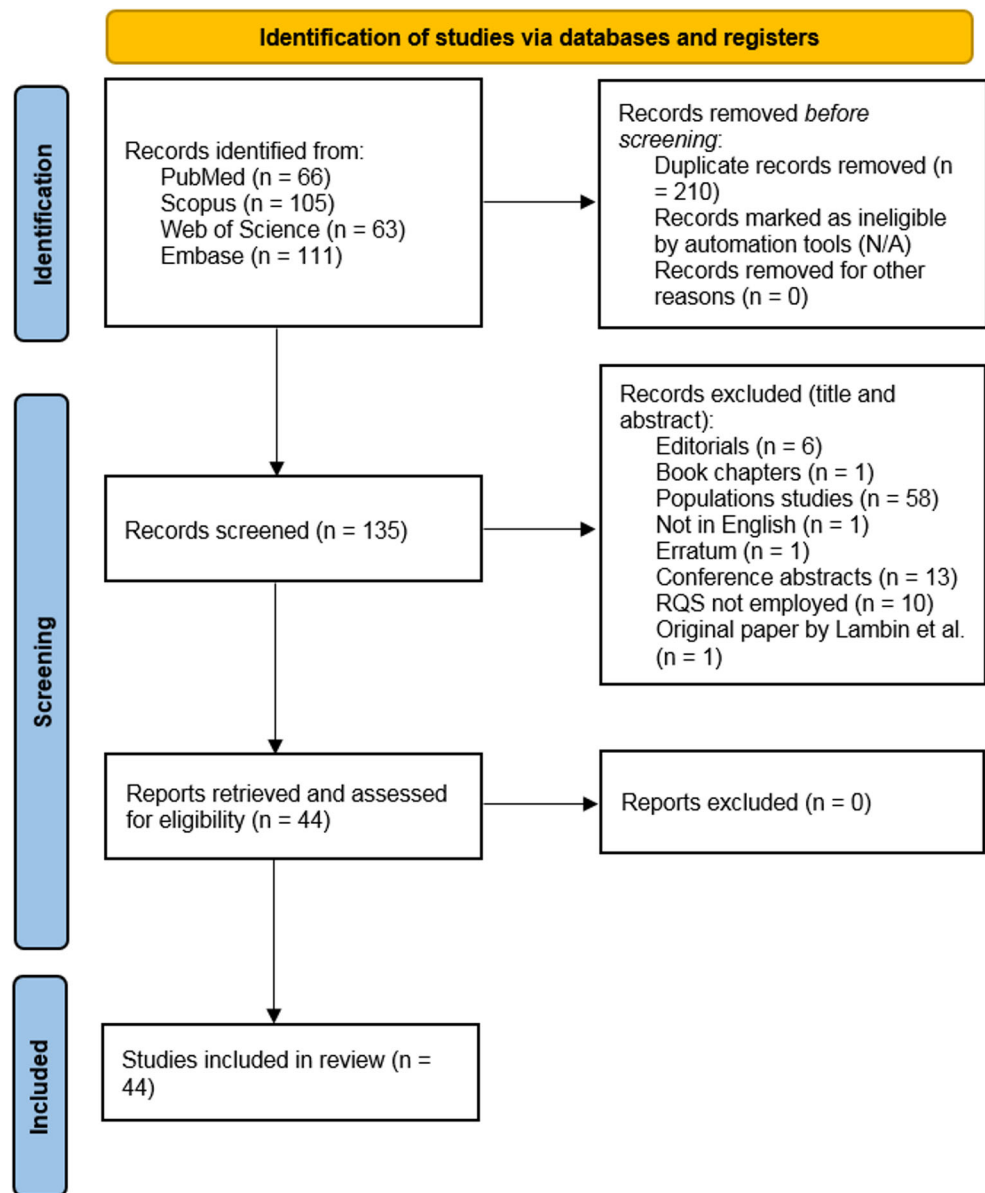 Identification of studies via databases and registers
Identification
Records identified from:
PubMed (n = 66)
Scopus (n = 105)
Web of Science (n = 63)
Embase (n = 111)
Records removed before
screening:
Duplicate records removed (n
= 210)
Records marked as ineligible
by automation tools (N/A)
Records removed for other
reasons (n = 0)
Screening
Records screened (n = 135)
Records excluded (title and
abstract):
Editorials (n = 6)
Book chapters (n = 1)
Populations studies (n = 58)
Not in English (n = 1)
Erratum (n = 1)
Conference abstracts (n = 13)
RQS not employed (n = 10)
Original paper by Lambin et al.
(n = 1)
Reports retrieved and assessed
for eligibility (n = 44)
Reports excluded (n = 0)
Included
Studies included in review (n =
44)